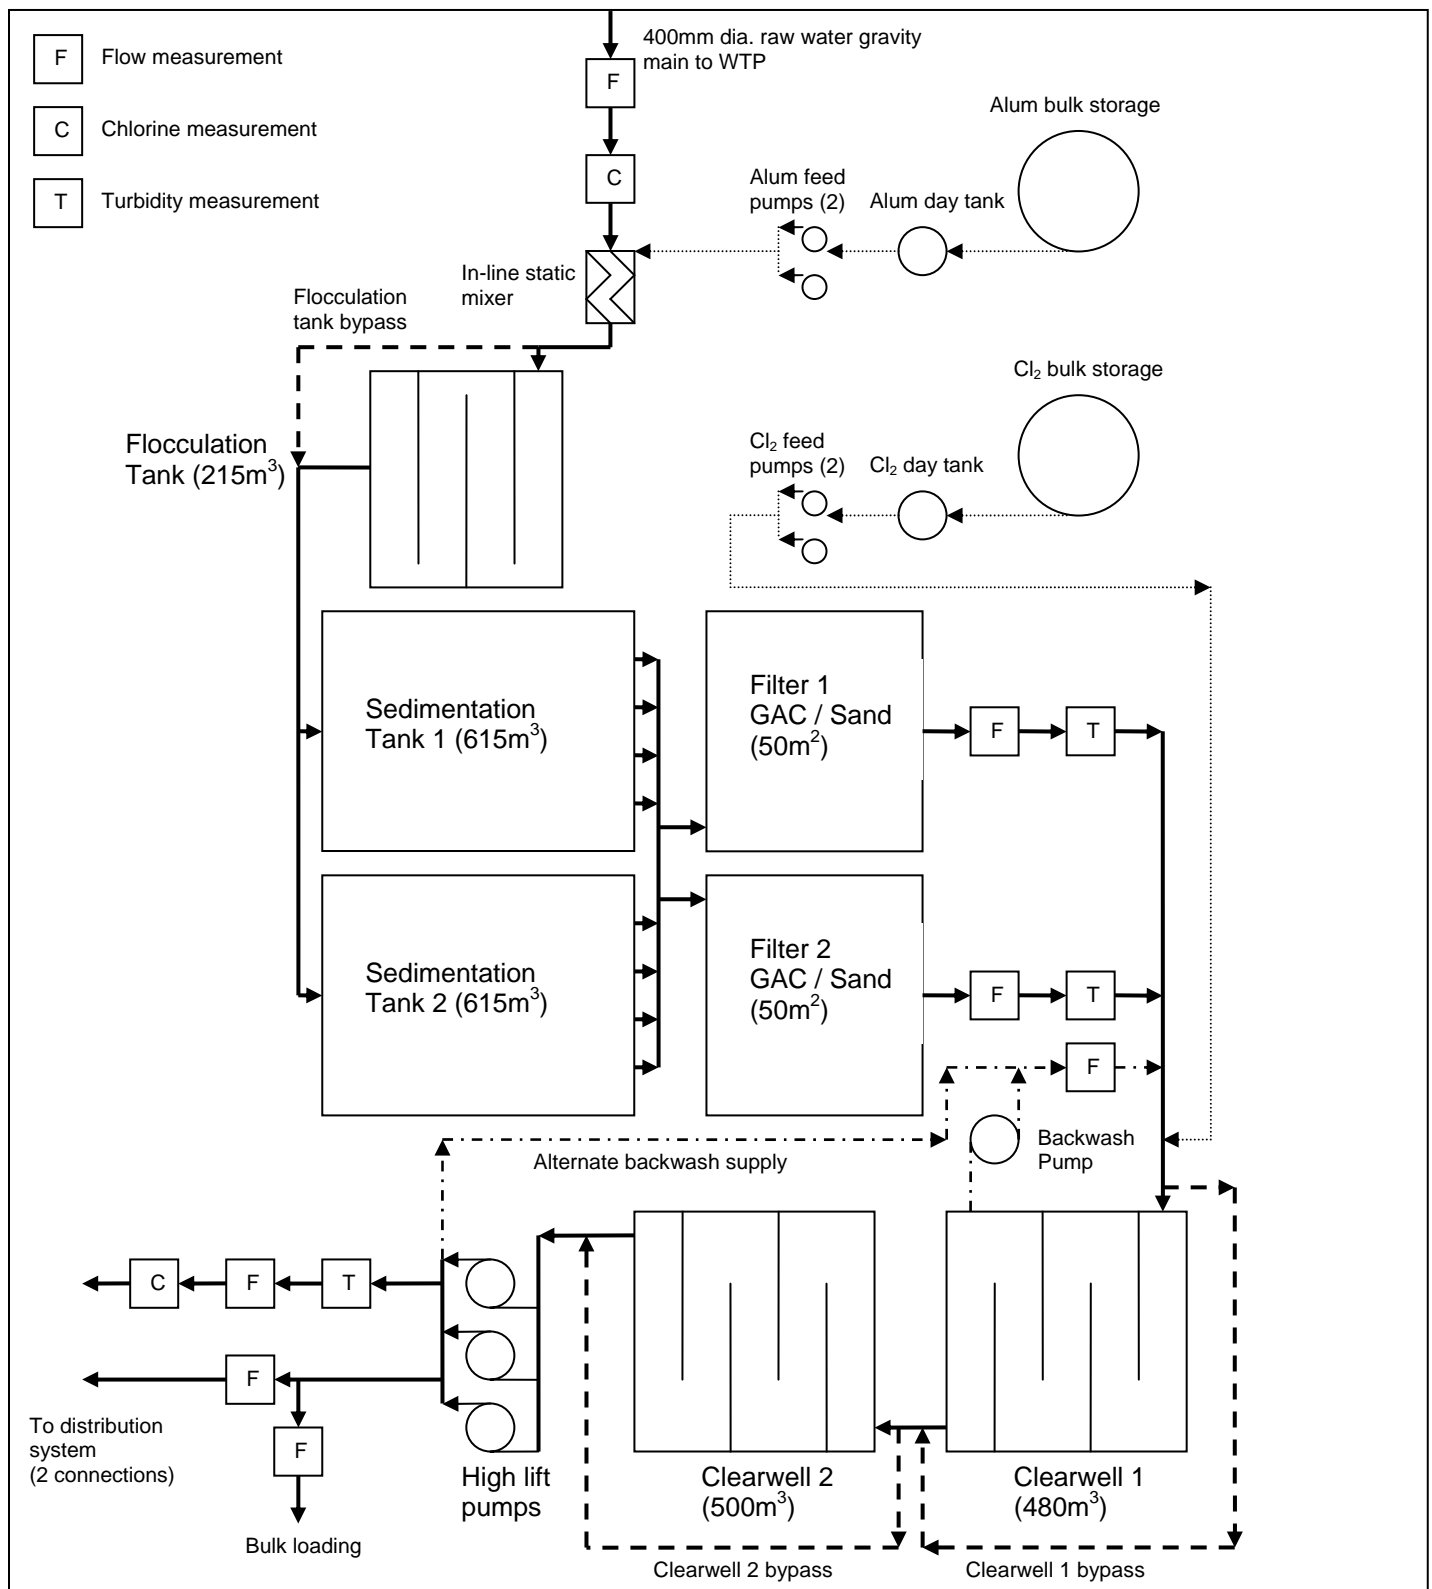 F Flow measurement
C Chlorine measurement
T Turbidity measurement
400mm dia. raw water gravity
main to WTP
F
C
Alum bulk storage
Alum feed
pumps (2)
Alum day tank
In-line static
mixer
Flocculation
tank bypass
Cl₂ bulk storage
Cl₂ feed
pumps (2)
Cl₂ day tank
Flocculation
Tank (215m³)
Sedimentation
Tank 1 (615m³)
Filter 1
GAC / Sand
(50m²)
F
T
Sedimentation
Tank 2 (615m³)
Filter 2
GAC / Sand
(50m²)
F
T
F
Backwash
Pump
Alternate backwash supply
C
F
T
F
To distribution
system
(2 connections)
F
Bulk loading
High lift
pumps
Clearwell 2
(500m³)
Clearwell 1
(480m³)
Clearwell 2 bypass
Clearwell 1 bypass